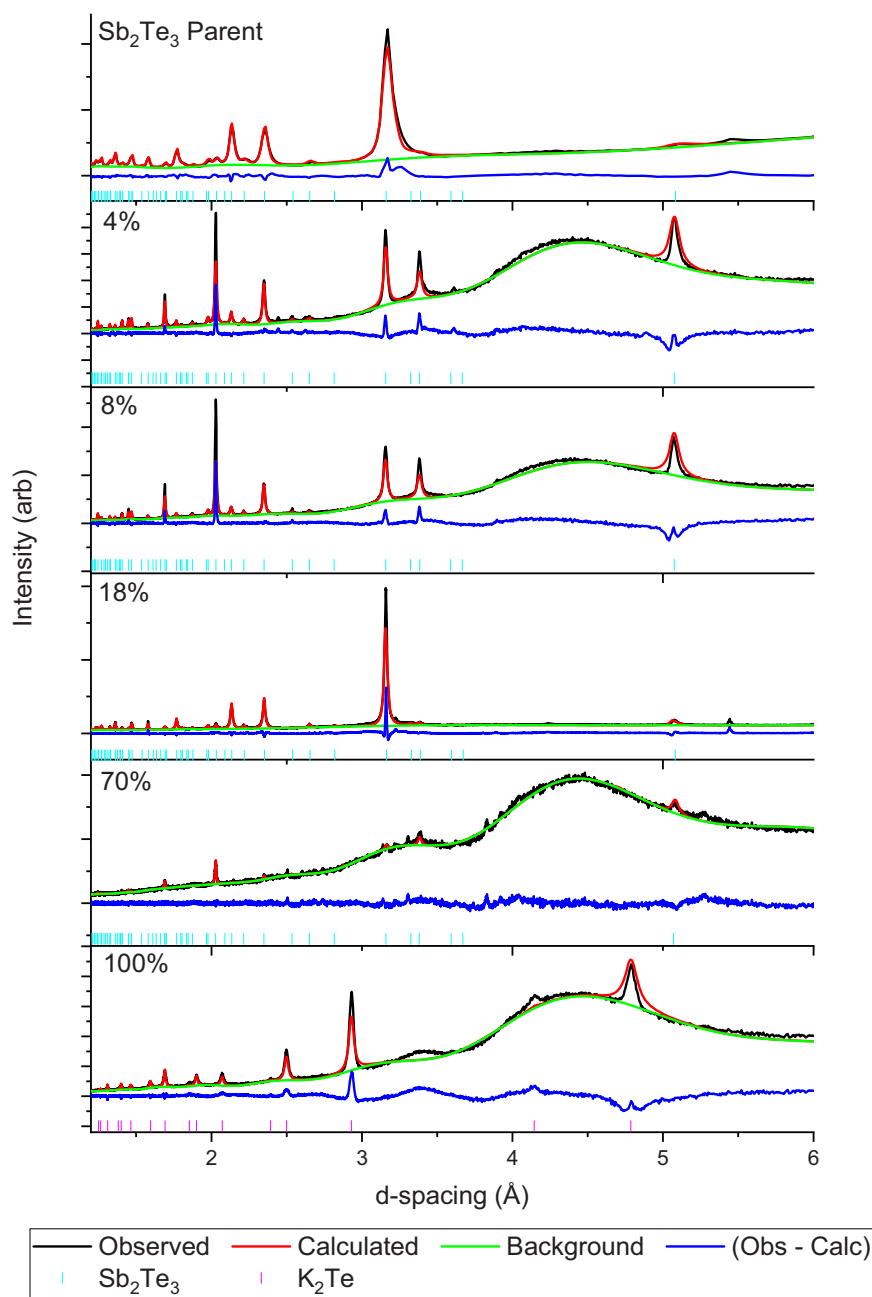 Sb₂Te₃ Parent
4%
8%
18%
70%
100%
Intensity (arb)
2 3 4 5 6
d-spacing (Å)
Observed Calculated Background (Obs - Calc)
Sb₂Te₃ K₂Te